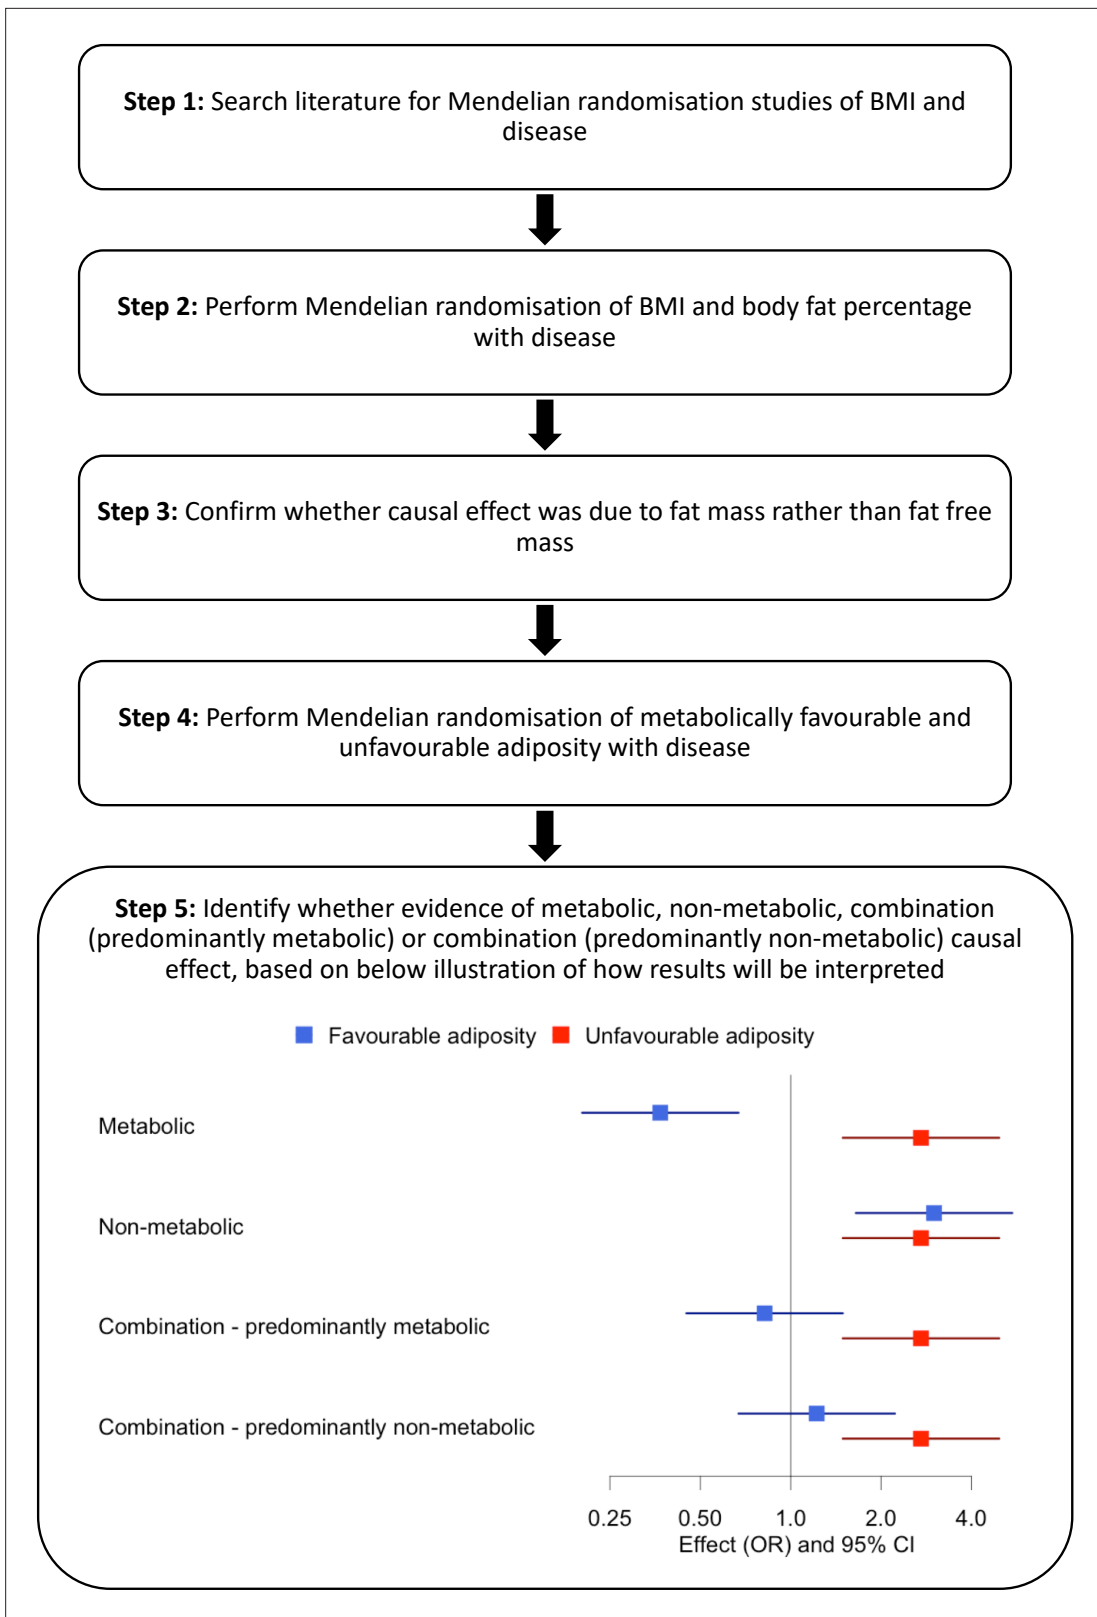 Step 1: Search literature for Mendelian randomisation studies of BMI and
disease
Step 2: Perform Mendelian randomisation of BMI and body fat percentage
with disease
Step 3: Confirm whether causal effect was due to fat mass rather than fat free
mass
Step 4: Perform Mendelian randomisation of metabolically favourable and
unfavourable adiposity with disease
Step 5: Identify whether evidence of metabolic, non-metabolic, combination
(predominantly metabolic) or combination (predominantly non-metabolic) causal
effect, based on below illustration of how results will be interpreted
Favourable adiposity Unfavourable adiposity
Metabolic
Non-metabolic
Combination - predominantly metabolic
Combination - predominantly non-metabolic
0.25 0.50 1.0 2.0 4.0
Effect (OR) and 95% CI